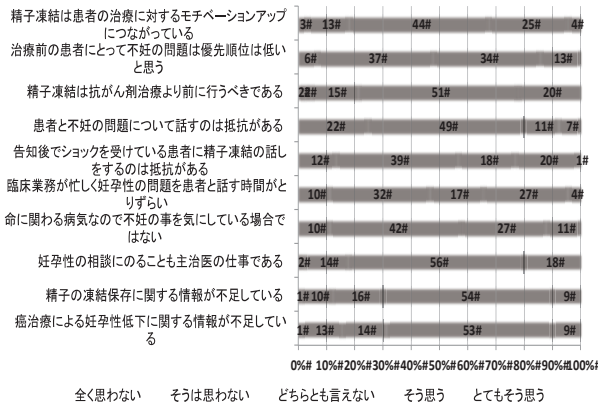 精子凍結は患者の治療に対するモチベーションアップ
につながっている
3# 13# 44# 25# 4#
治療前の患者にとって不妊の問題は優先順位は低い
と思う
6# 37# 34# 13#
精子凍結は抗がん剤治療より前に行うべきである
15# 51# 20#
患者と不妊の問題について話すのは抵抗がある
22# 49# 11# 7#
告知後でショックを受けている患者に精子凍結の話し
をするのは抵抗がある
12# 39# 18# 20# 1#
臨床業務が忙しく妊孕性の問題を患者と話す時間がと
りずらい
10# 32# 17# 27# 4#
命に関わる病気なので不妊の事を気にしている場合で
はない
10# 42# 27# 11#
妊孕性の相談にのることも主治医の仕事である
2# 14# 56# 18#
精子の凍結保存に関する情報が不足している
1# 10# 16# 54# 9#
癌治療による妊孕性低下に関する情報が不足してい
る
1# 13# 14# 53# 9#
0%# 10%# 20%# 30%# 40%# 50%# 60%# 70%# 80%# 90%# 100%#
全く思わない そうは思わない どちらとも言えない そう思う とてもそう思う